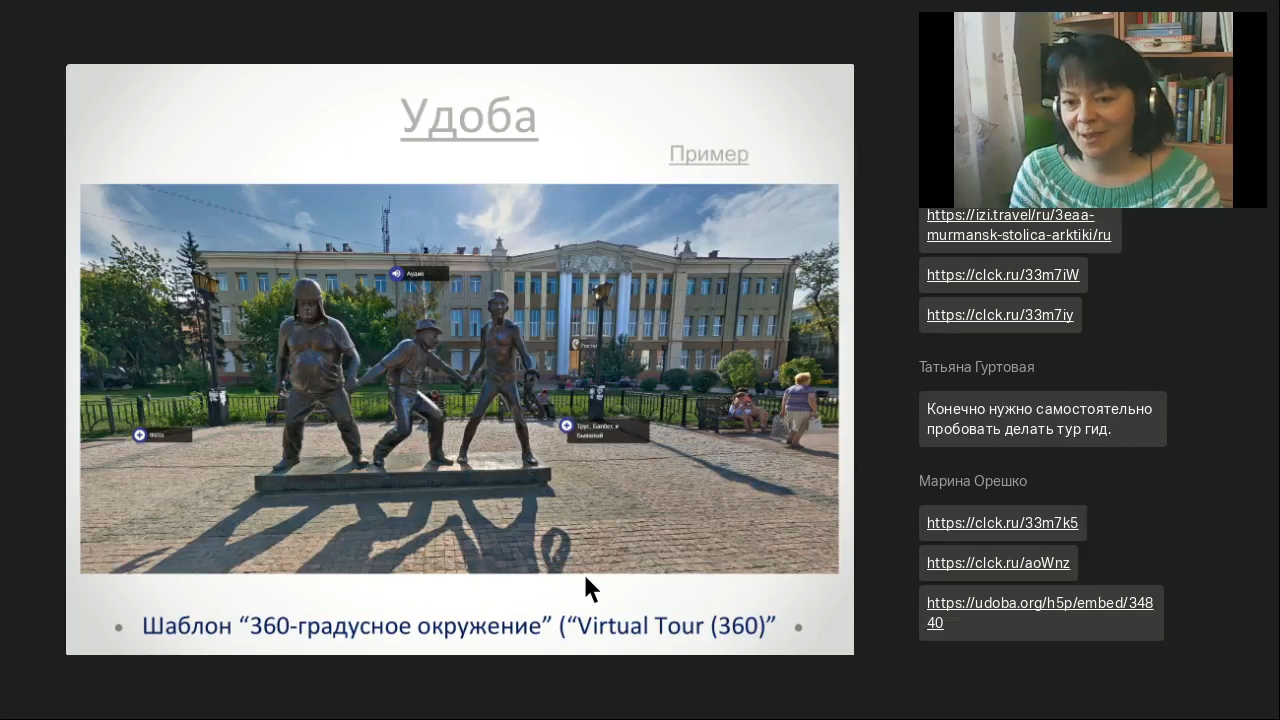 Удоба
Пример
Аудио
Фото
Трус, Балбес и
Бывалый
Шаблон “360-градусное окружение” (“Virtual Tour (360)”
https://izi.travel/ru/3eaa-
murmansk-stolica-arktiki/ru
https://clck.ru/33m7iW
https://clck.ru/33m7iy
Татьяна Гуртовая
Конечно нужно самостоятельно
пробовать делать тур гид.
Марина Орешко
https://clck.ru/33m7k5
https://clck.ru/aoWnz
https://udoba.org/h5p/embed/348
40